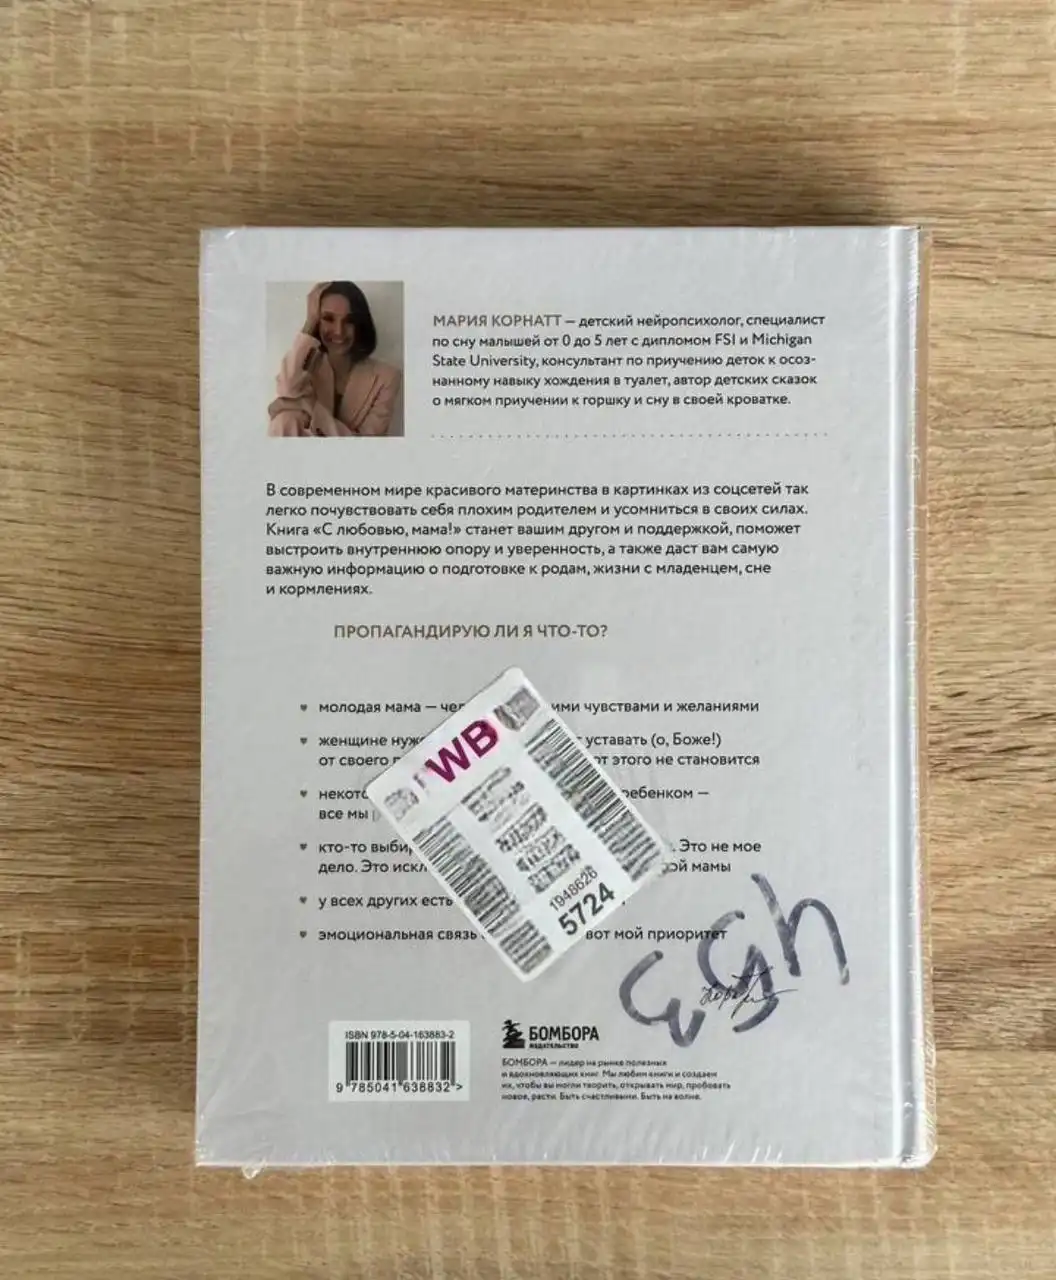 МАРИЯ КОРНАТТ — детский нейропсихолог, специалист
по сну малышей от 0 до 5 лет с дипломом FSI и Michigan
State University, консультант по приучению деток к осоз-
нанному навыку хождения в туалет, автор детских сказок
о мягком приучении к горшку и сну в своей кроватке.
В современном мире красивого материнства в картинках из соцсетей так
легко почувствовать себя плохим родителем и усомниться в своих силах.
Книга «С любовью, мама!» станет вашим другом и поддержкой, поможет
выстроить внутреннюю опору и уверенность, а также даст вам самую
важную информацию о подготовке к родам, жизни с младенцем, сне
и кормлениях.
ПРОПАГАНДИРУЮ ЛИ Я ЧТО-ТО?
молодая мама — чувствами и желаниями
женщине уставать (о, Боже!)
от своего от этого не становится
ребенком —
все мы
кто-то Это не мое
дело. Это мамы
у всех других есть
эмоциональная связь вот мой приоритет
WB
1948626
5724
ISBN 978-5-04-163883-2
9 785041 638832 >
БОМБОРА
ИЗДАТЕЛЬСТВО
БОМБОРА — лидер на рынке полезных
и вдохновляющих книг. Мы любим книги и создаем
их, чтобы вы могли творить, открывать мир, пробовать
новое, расти. Быть счастливыми. Быть на волне.